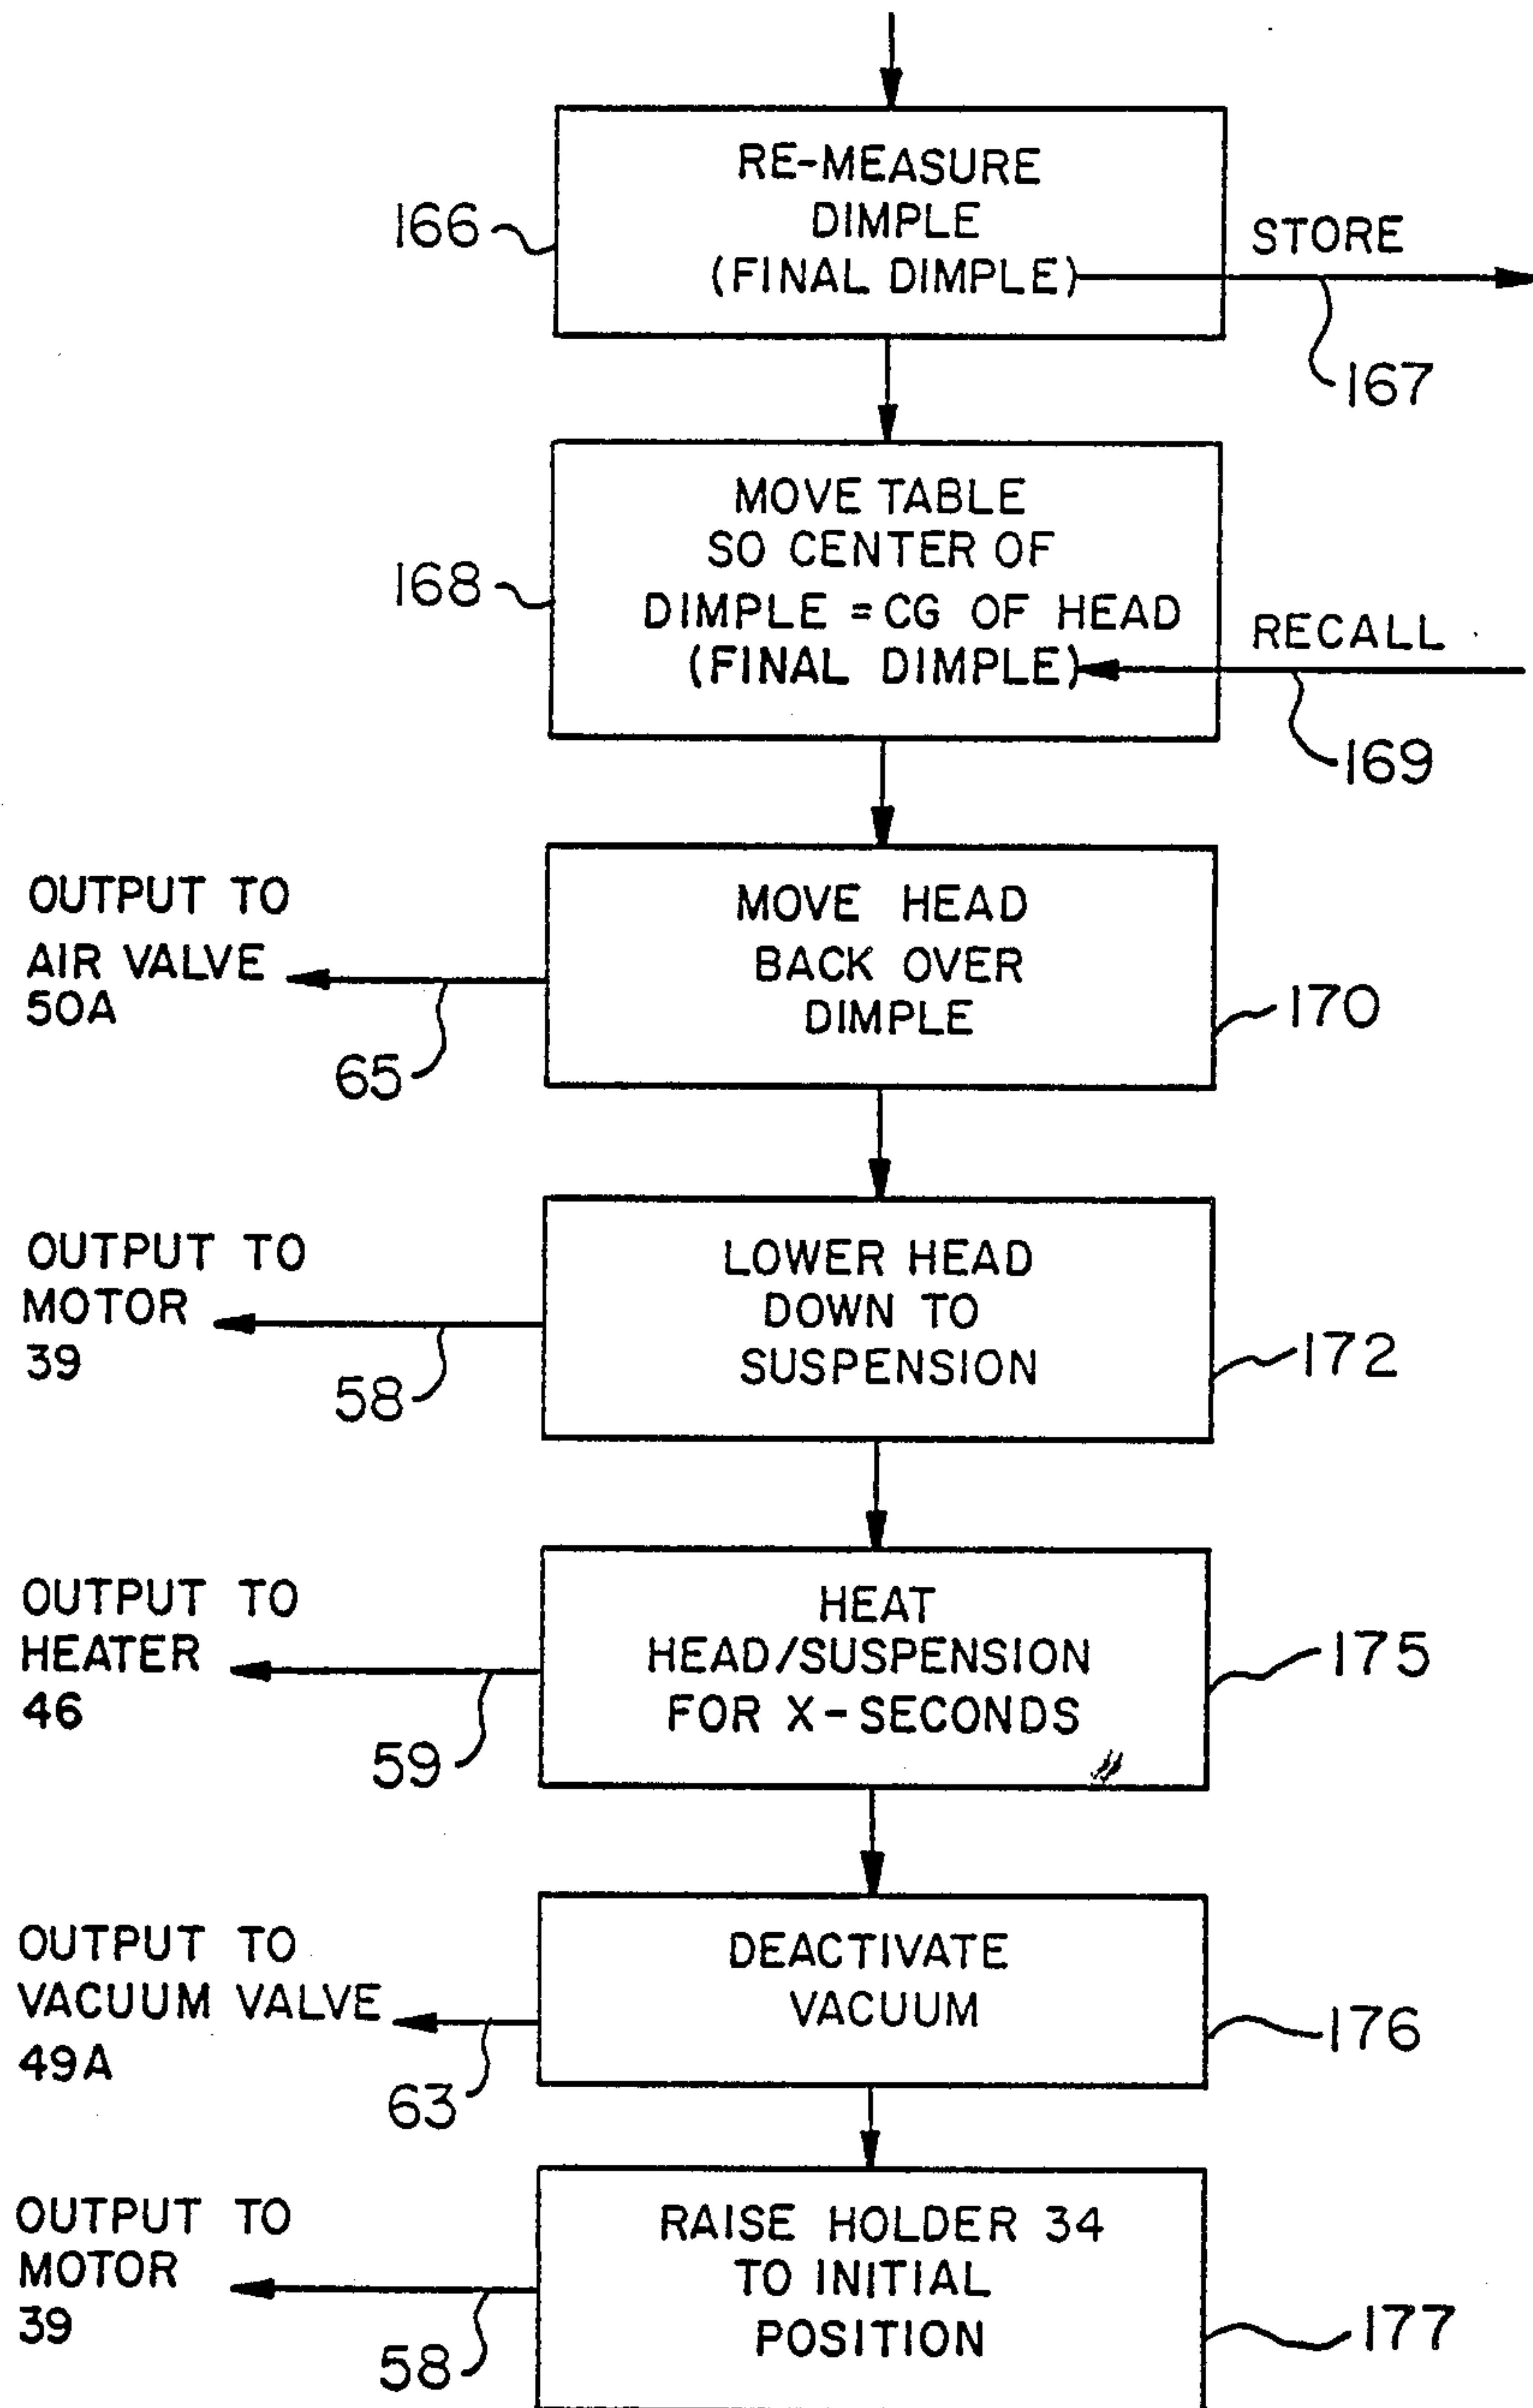 RE-MEASURE
DIMPLE
(FINAL DIMPLE)
166
STORE
167
MOVE TABLE
SO CENTER OF
DIMPLE = CG OF HEAD
(FINAL DIMPLE)
168
RECALL
169
OUTPUT TO
AIR VALVE
50A
65
MOVE HEAD
BACK OVER
DIMPLE
170
OUTPUT TO
MOTOR
39
58
LOWER HEAD
DOWN TO
SUSPENSION
172
OUTPUT TO
HEATER
46
59
HEAT
HEAD/SUSPENSION
FOR X-SECONDS
175
OUTPUT TO
VACUUM VALVE
49A
63
DEACTIVATE
VACUUM
176
OUTPUT TO
MOTOR
39
58
RAISE HOLDER 34
TO INITIAL
POSITION
177